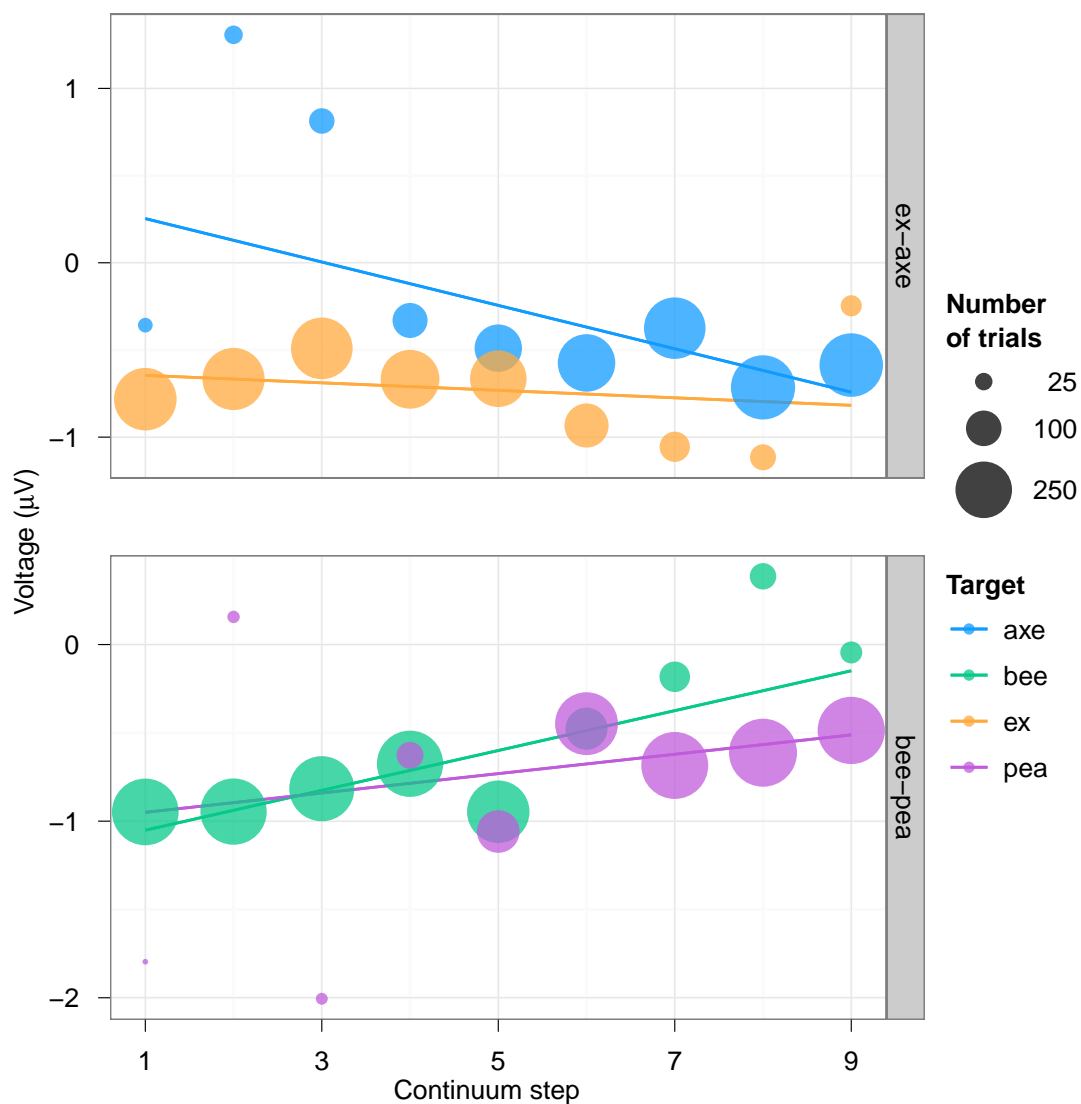 1
0
−1
ex−axe
Voltage (μV)
0
−1
−2
bee−pea
1
3
5
7
9
Continuum step
Number
of trials
25
100
250
Target
axe
bee
ex
pea